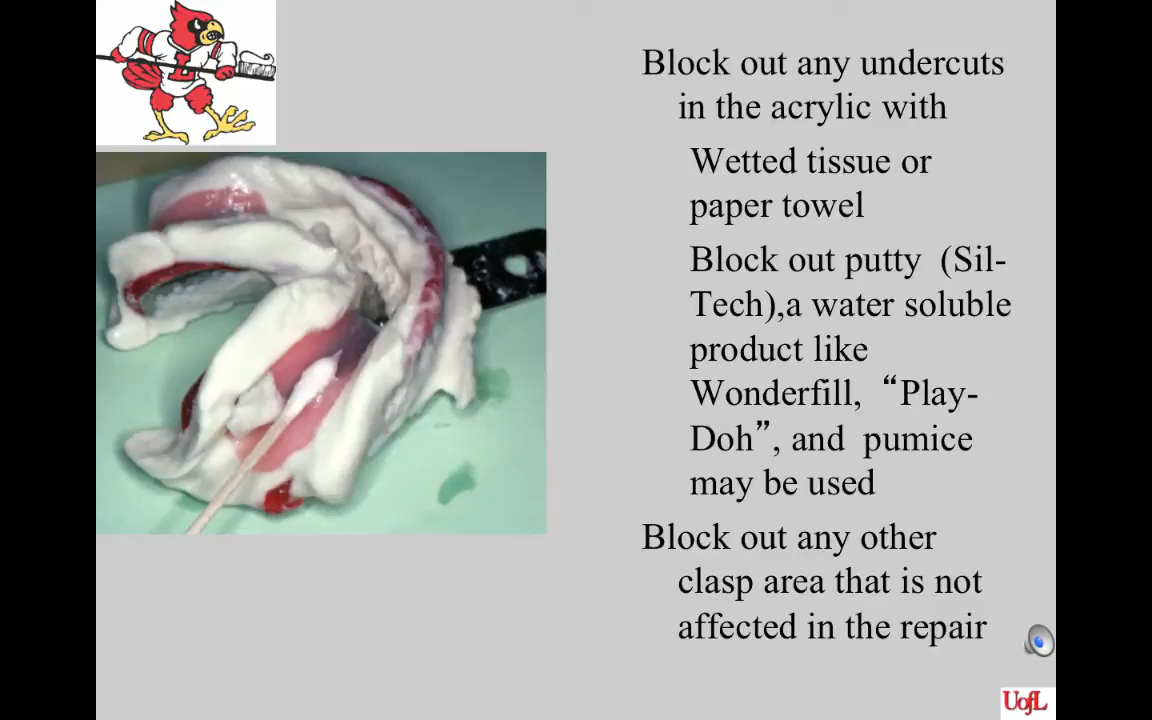 Block out any undercuts
in the acrylic with
Wetted tissue or
paper towel
Block out putty  (Sil-
Tech),a water soluble
product like
Wonderfill,  “Play-
Doh”, and  pumice
may be used
Block out any other
clasp area that is not
affected in the repair
L
UofL